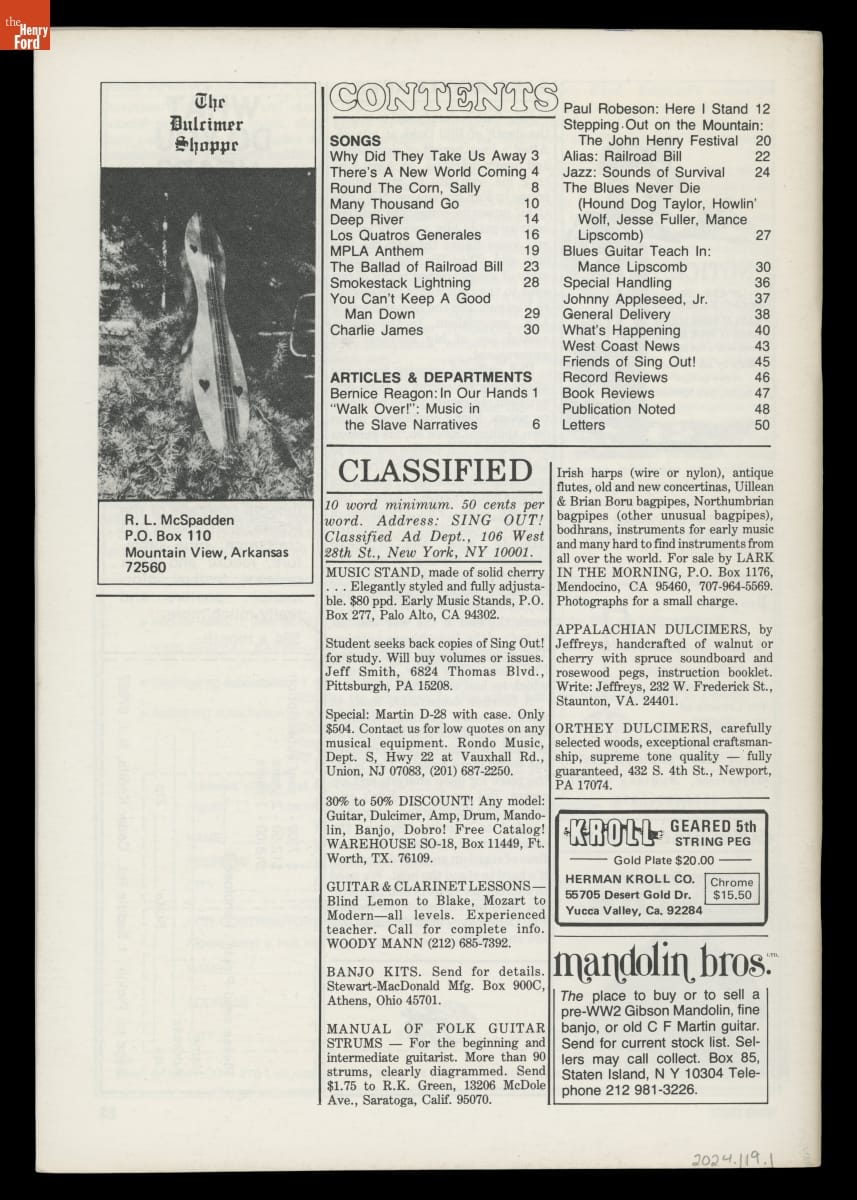 the
Henry
Ford
The
Dulcimer
Shoppe
R. L. McSpadden
P.O. Box 110
Mountain View, Arkansas
72560
CONTENTS
SONGS
Why Did They Take Us Away 3
There's A New World Coming 4
Round The Corn, Sally 8
Many Thousand Go 10
Deep River 14
Los Quatros Generales 16
MPLA Anthem 19
The Ballad of Railroad Bill 23
Smokestack Lightning 28
You Can't Keep A Good
Man Down 29
Charlie James 30
ARTICLES & DEPARTMENTS
Bernice Reagon: In Our Hands 1
"Walk Over!": Music in
the Slave Narratives 6
Paul Robeson: Here I Stand 12
Stepping Out on the Mountain:
The John Henry Festival 20
Alias: Railroad Bill 22
Jazz: Sounds of Survival 24
The Blues Never Die
(Hound Dog Taylor, Howlin'
Wolf, Jesse Fuller, Mance
Lipscomb) 27
Blues Guitar Teach In:
Mance Lipscomb 30
Special Handling 36
Johnny Appleseed, Jr. 37
General Delivery 38
What's Happening 40
West Coast News 43
Friends of Sing Out! 45
Record Reviews 46
Book Reviews 47
Publication Noted 48
Letters 50
CLASSIFIED
10 word minimum. 50 cents per
word. Address: SING OUT!
Classified Ad Dept., 106 West
28th St., New York, NY 10001.
MUSIC STAND, made of solid cherry
. . . Elegantly styled and fully adjusta-
ble. $80 ppd. Early Music Stands, P.O.
Box 277, Palo Alto, CA 94302.
Student seeks back copies of Sing Out!
for study. Will buy volumes or issues.
Jeff Smith, 6824 Thomas Blvd.,
Pittsburgh, PA 15208.
Special: Martin D-28 with case. Only
$504. Contact us for low quotes on any
musical equipment. Rondo Music,
Dept. S, Hwy 22 at Vauxhall Rd.,
Union, NJ 07083, (201) 687-2250.
30% to 50% DISCOUNT! Any model:
Guitar, Dulcimer, Amp, Drum, Mando-
lin, Banjo, Dobro! Free Catalog!
WAREHOUSE SO-18, Box 11449, Ft.
Worth, TX. 76109.
GUITAR & CLARINET LESSONS—
Blind Lemon to Blake, Mozart to
Modern—all levels. Experienced
teacher. Call for complete info.
WOODY MANN (212) 685-7392.
BANJO KITS. Send for details.
Stewart-MacDonald Mfg. Box 900C,
Athens, Ohio 45701.
MANUAL OF FOLK GUITAR
STRUMS — For the beginning and
intermediate guitarist. More than 90
strums, clearly diagrammed. Send
$1.75 to R.K. Green, 13206 McDole
Ave., Saratoga, Calif. 95070.
Irish harps (wire or nylon), antique
flutes, old and new concertinas, Uillean
& Brian Boru bagpipes, Northumbrian
bagpipes (other unusual bagpipes),
bodhrans, instruments for early music
and many hard to find instruments from
all over the world. For sale by LARK
IN THE MORNING, P.O. Box 1176,
Mendocino, CA 95460, 707-964-5569.
Photographs for a small charge.
APPALACHIAN DULCIMERS, by
Jeffreys, handcrafted of walnut or
cherry with spruce soundboard and
rosewood pegs, instruction booklet.
Write: Jeffreys, 232 W. Frederick St.,
Staunton, VA. 24401.
ORTHEY DULCIMERS, carefully
selected woods, exceptional craftsman-
ship, supreme tone quality — fully
guaranteed, 432 S. 4th St., Newport,
PA 17074.
KROLL GEARED 5th
STRING PEG
Gold Plate $20.00
HERMAN KROLL CO.
55705 Desert Gold Dr.
Yucca Valley, Ca. 92284
Chrome
$15.50
mandolin bros. LTD.
The place to buy or to sell a
pre-WW2 Gibson Mandolin, fine
banjo, or old C F Martin guitar.
Send for current stock list. Sel-
lers may call collect. Box 85,
Staten Island, N Y 10304 Tele-
phone 212 981-3226.
2024.119.1